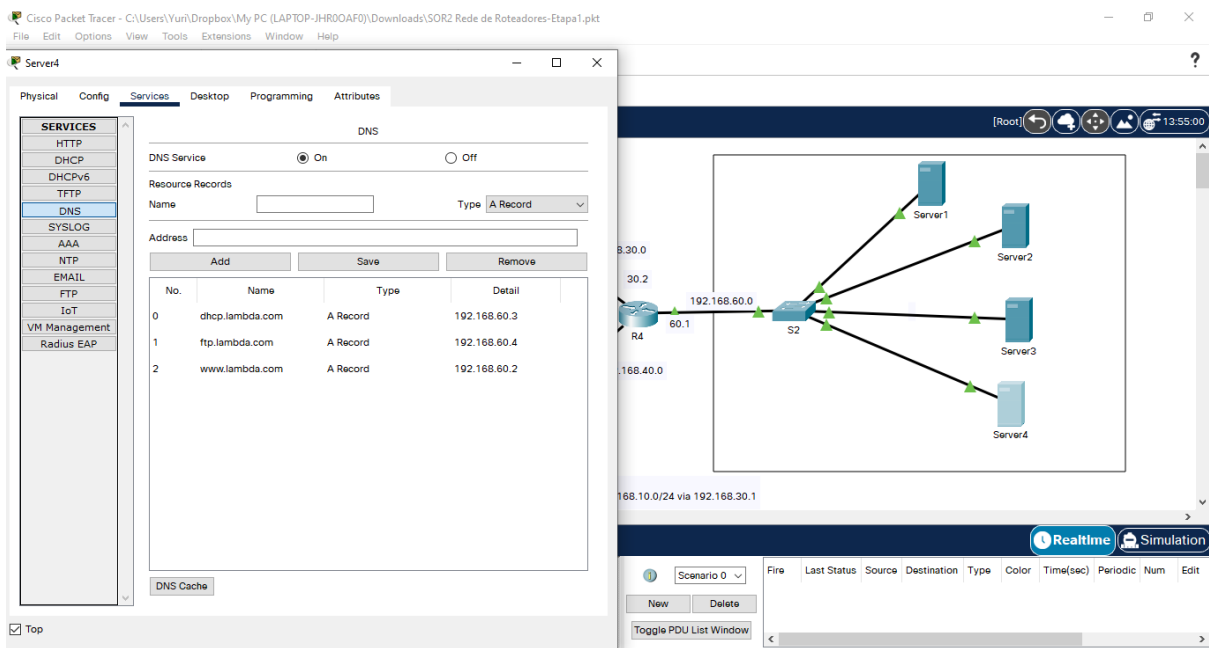 Cisco Packet Tracer - C:\Users\Yuri\Dropbox\My PC (LAPTOP-JHR0OAF0)\Downloads\SOR2 Rede de Roteadores-Etapa1.pkt
File Edit Options View Tools Extensions Window Help
Server4
?
Physical Config Services Desktop Programming Attributes
[Root] 13:55:00
SERVICES
HTTP
DHCP
DHCPv6
TFTP
DNS
SYSLOG
AAA
NTP
EMAIL
FTP
IoT
VM Management
Radius EAP
DNS
DNS Service On Off
Resource Records
Name Type A Record
Address
Add Save Remove
No. Name Type Detail
0 dhcp.lambda.com A Record 192.168.60.3
1 ftp.lambda.com A Record 192.168.60.4
2 www.lambda.com A Record 192.168.60.2
DNS Cache
Top
Server1
Server2
8.30.0
30.2
192.168.60.0
60.1
R4
S2
Server3
.168.40.0
Server4
168.10.0/24 via 192.168.30.1
Realtime Simulation
Scenario 0
New Delete
Toggle PDU List Window
Fire Last Status Source Destination Type Color Time(sec) Periodic Num Edit